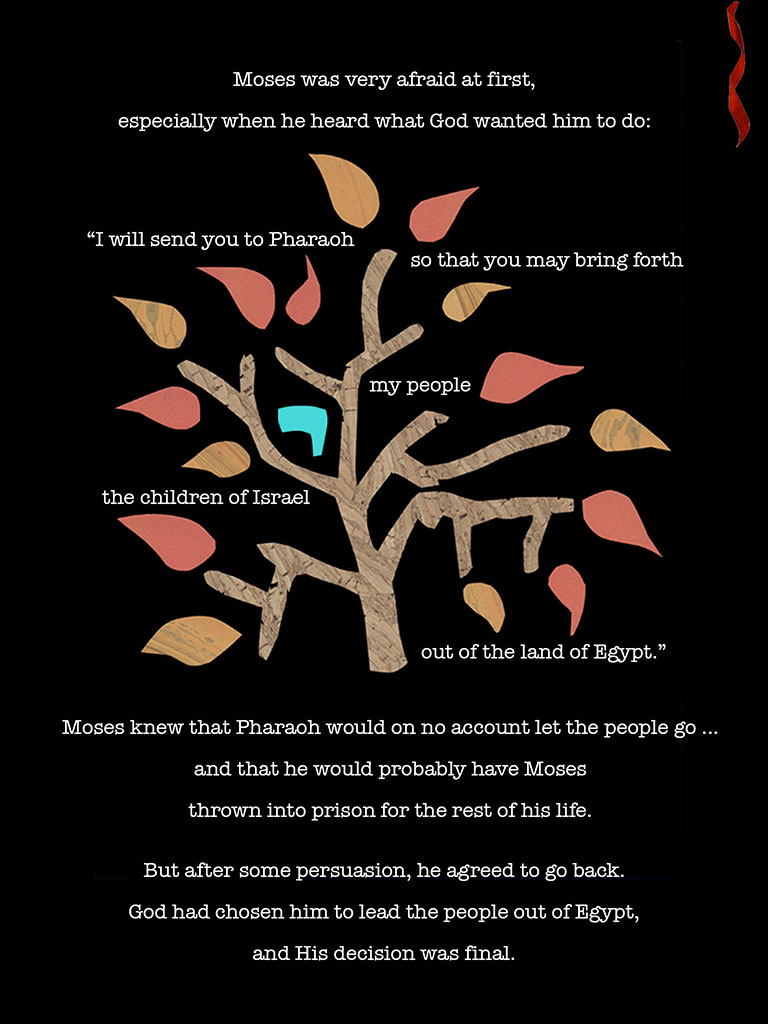 Moses was very afraid at first,
especially when he heard what God wanted him to do:
“I will send you to Pharaoh
so that you may bring forth
my people
the children of Israel
out of the land of Egypt.”
Moses knew that Pharaoh would on no account let the people go ...
and that he would probably have Moses
thrown into prison for the rest of his life.
But after some persuasion, he agreed to go back.
God had chosen him to lead the people out of Egypt,
and His decision was final.